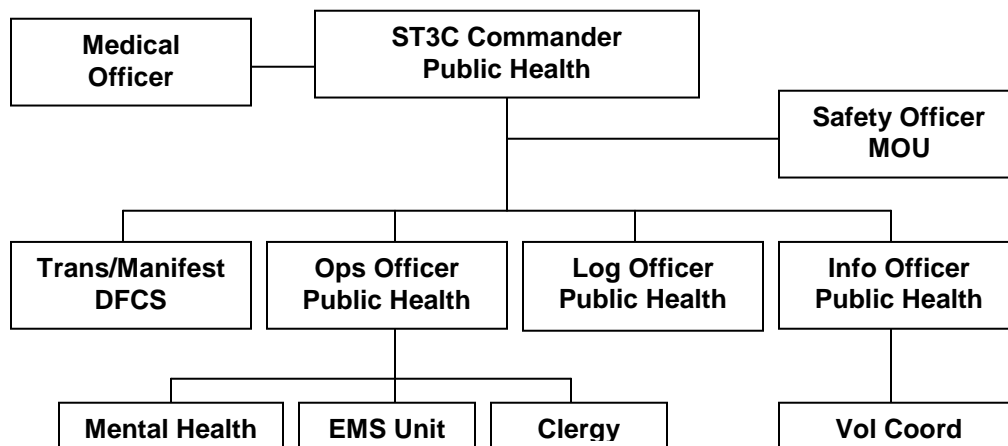 Medical
Officer
ST3C Commander
Public Health
Safety Officer
MOU
Trans/Manifest
DFCS
Ops Officer
Public Health
Log Officer
Public Health
Info Officer
Public Health
Mental Health
EMS Unit
Clergy
Vol Coord